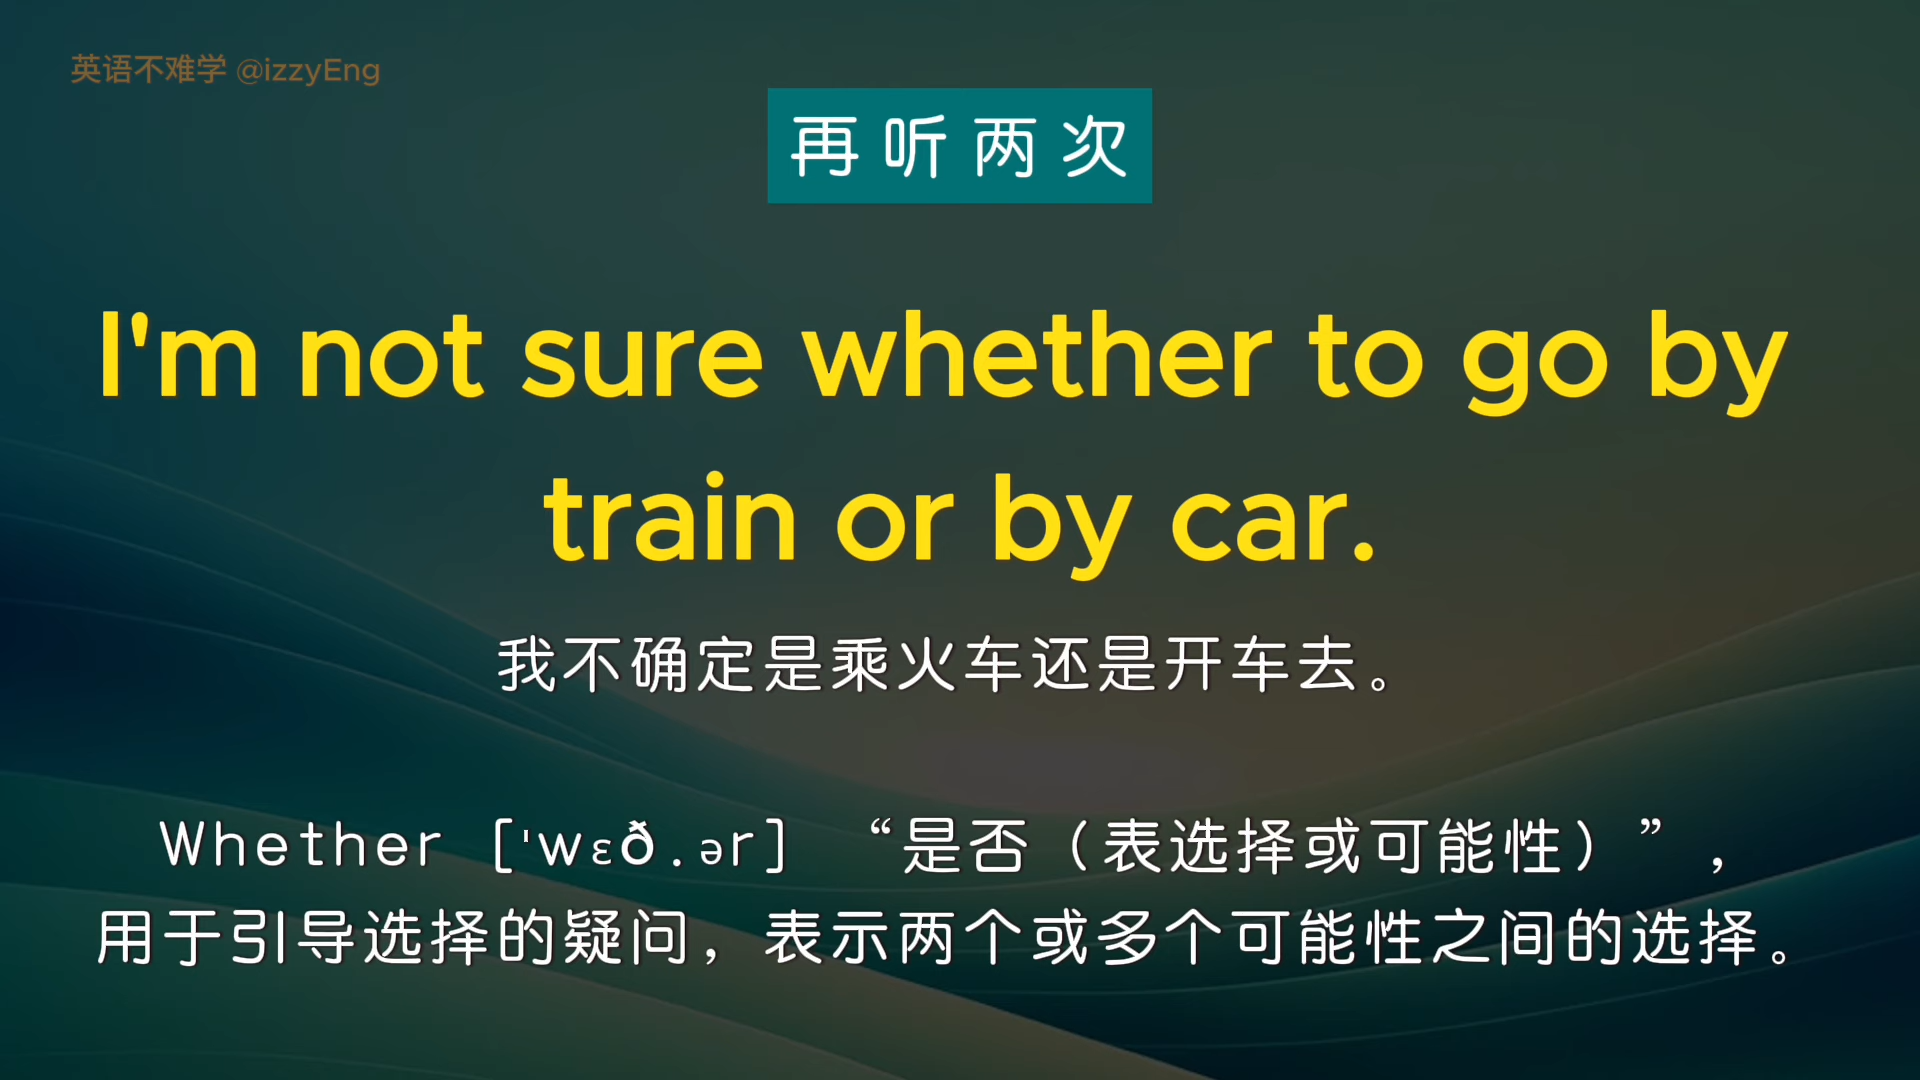 英语不难学 @izzyEng
再听两次
I'm not sure whether to go by
train or by car.
我不确定是乘火车还是开车去。
Whether [ˈwɛð.ər] “是否（表选择或可能性）”，
用于引导选择的疑问，表示两个或多个可能性之间的选择。